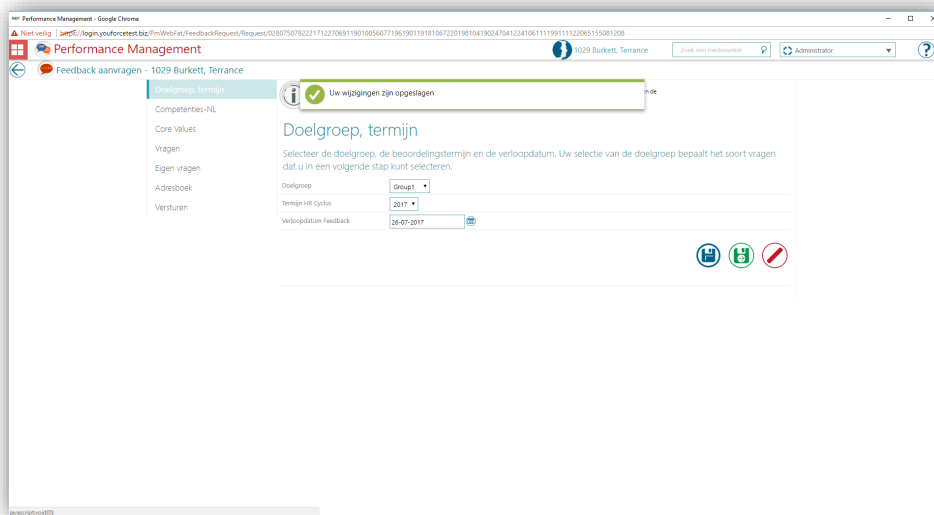 Performance Management - Google Chrome
Niet veilig | https://login.youforcetest.biz/PmWebFat/FeedbackRequest/Request/
Performance Management
1029 Burkett, Terrance
Zoek een medewerker
Administrator
?
Feedback aanvragen - 1029 Burkett, Terrance
Doelgroep, termijn
Uw wijzigingen zijn opgeslagen
n de
Competenties-NL
Core Values
Vragen
Eigen vragen
Adresboek
Versturen
Doelgroep, termijn
Selecteer de doelgroep, de beoordelingstermijn en de verloopdatum. Uw selectie van de doelgroep bepaalt het soort vragen
dat u in een volgende stap kunt selecteren.
Doelgroep Group1
Termijn HR Cyclus 2017
Verloopdatum Feedback 26-07-2017
javascript:void(0);